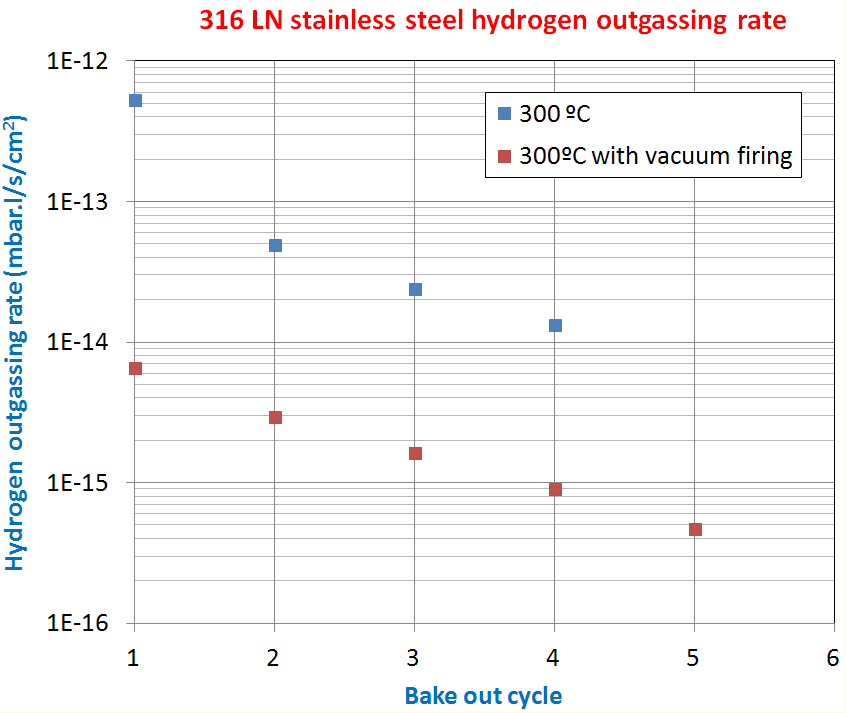 316 LN stainless steel hydrogen outgassing rate
1E-12
1E-13
1E-14
1E-15
1E-16
Hydrogen outgassing rate (mbar.l/s/cm²)
300 ºC
300ºC with vacuum firing
1 2 3 4 5 6
Bake out cycle